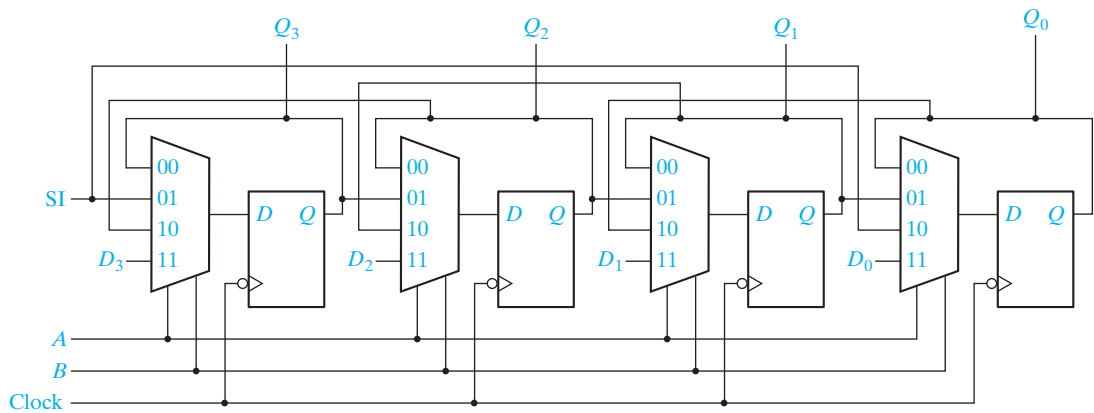 Q₃ Q₂ Q₁ Q₀
00 00 00 00
SI 01 01 01 01
D Q D Q D Q D Q
10 10 10 10
D₃ 11 D₂ 11 D₁ 11 D₀ 11
A
B
Clock